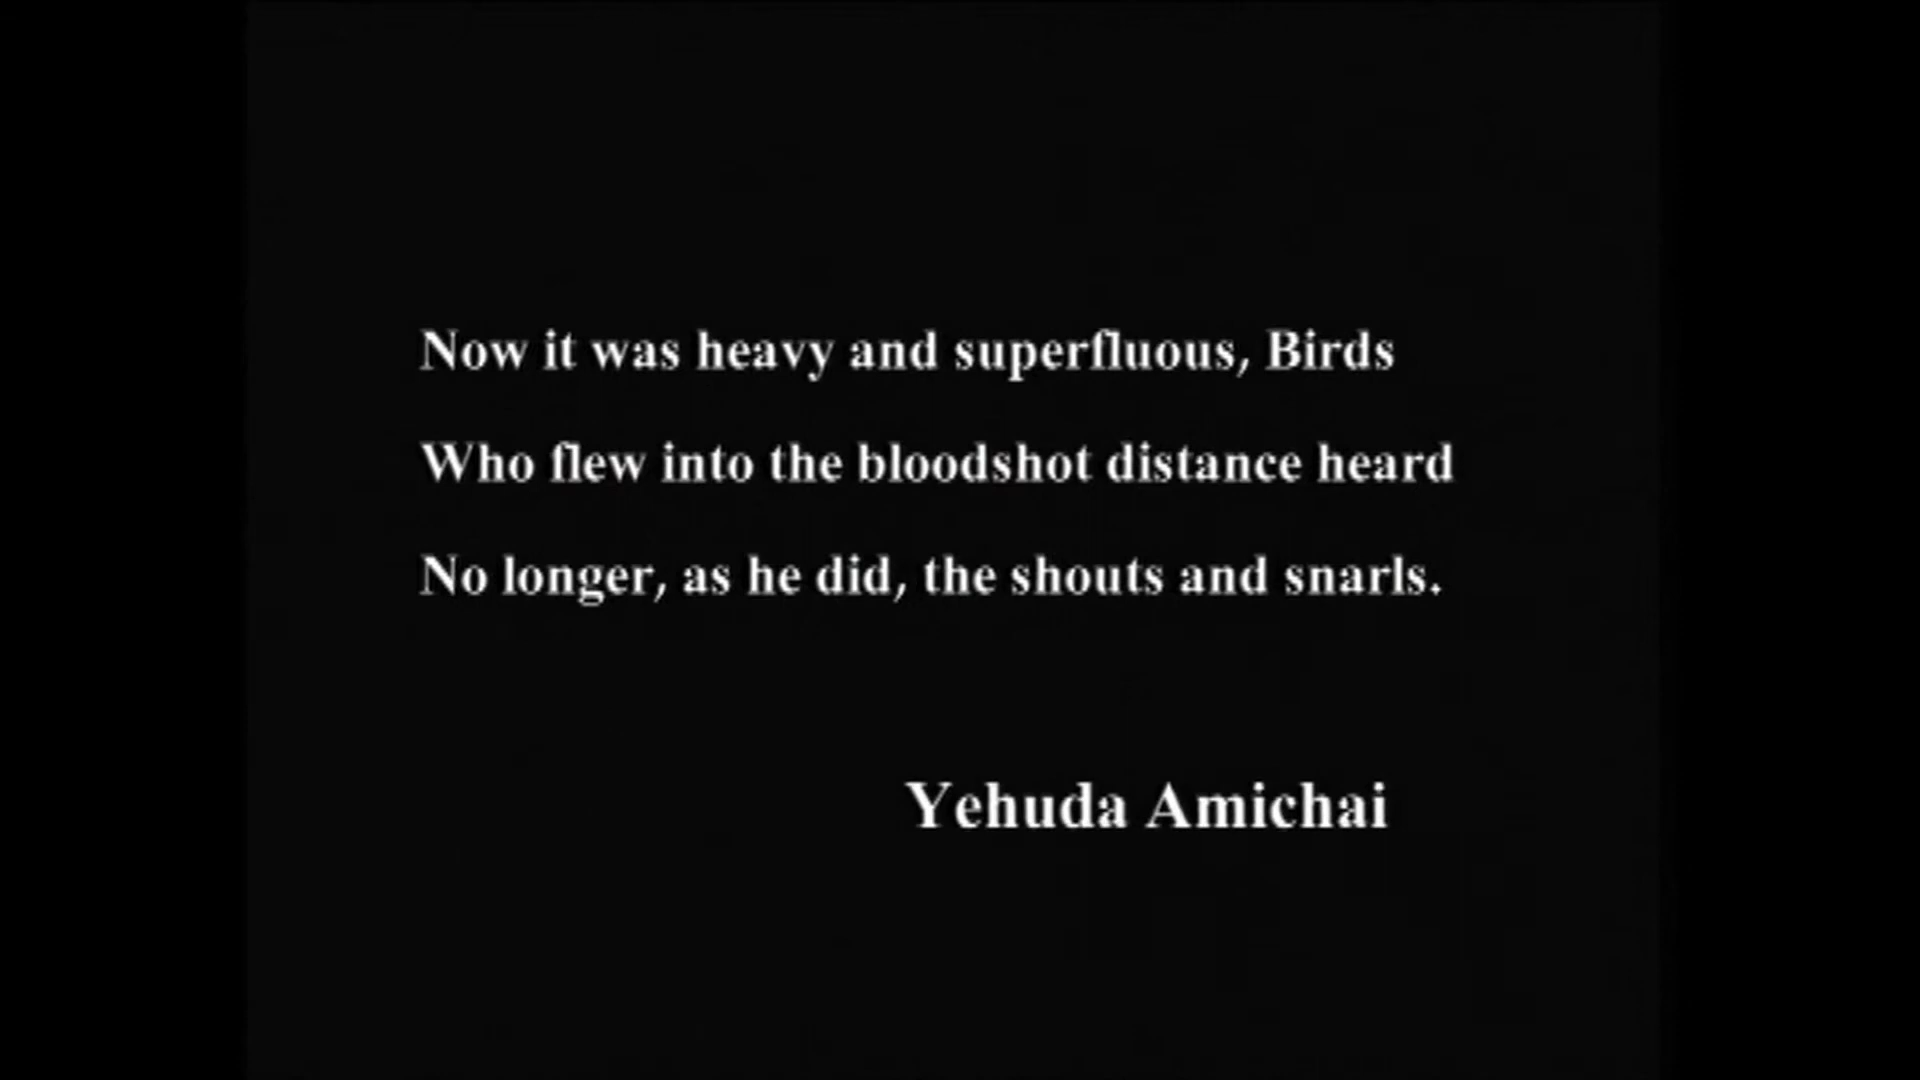 Now it was heavy and superfluous, Birds
Who flew into the bloodshot distance heard
No longer, as he did, the shouts and snarls.
Yehuda Amichai